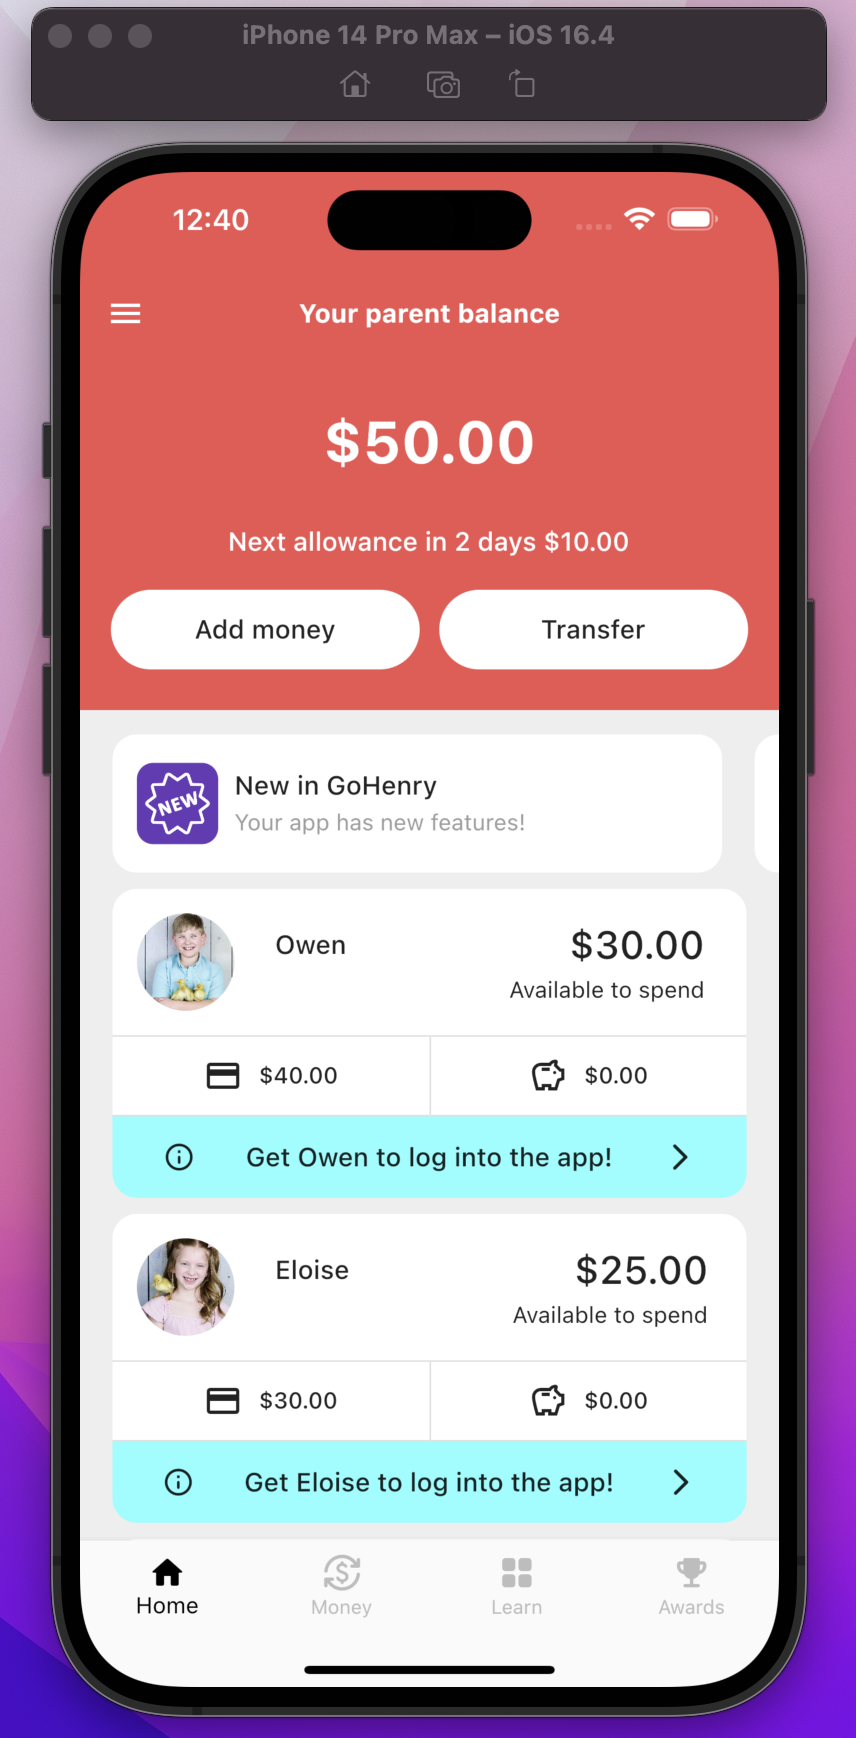 iPhone 14 Pro Max – iOS 16.4
12:40
Your parent balance
$50.00
Next allowance in 2 days $10.00
Add money
Transfer
NEW
New in GoHenry
Your app has new features!
Owen
$30.00
Available to spend
$40.00
$0.00
Get Owen to log into the app!
Eloise
$25.00
Available to spend
$30.00
$0.00
Get Eloise to log into the app!
Home
Money
Learn
Awards